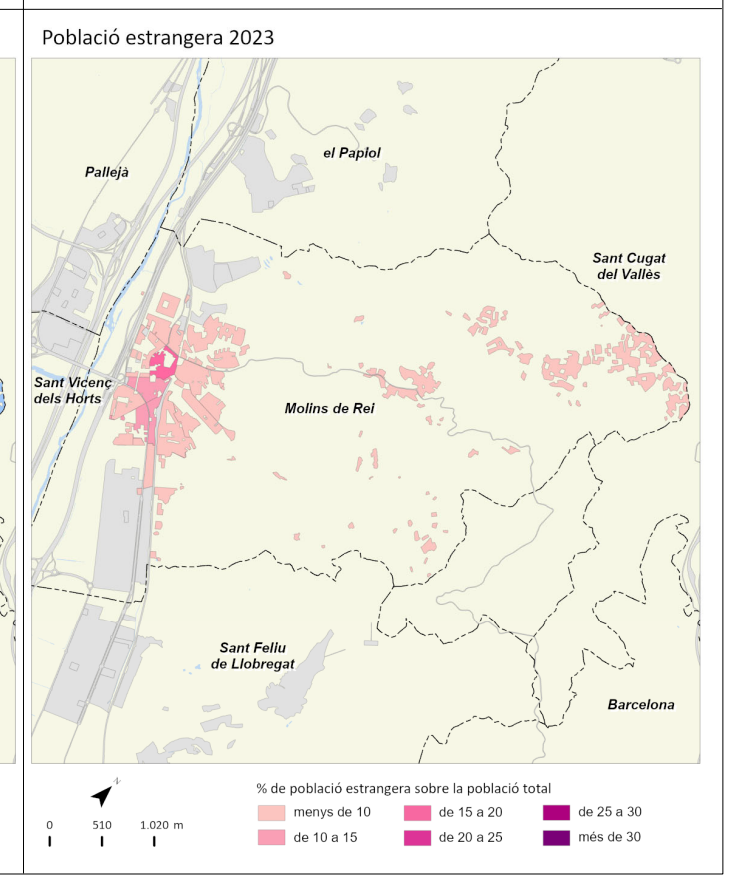 Població estrangera 2023
el Papiol
Pallejà
Sant Cugat
del Vallès
Sant Vicenç
dels Horts
Molins de Rei
Sant Feliu
de Llobregat
Barcelona
N
% de població estrangera sobre la població total
0 510 1.020 m
menys de 10
de 15 a 20
de 25 a 30
de 10 a 15
de 20 a 25
més de 30